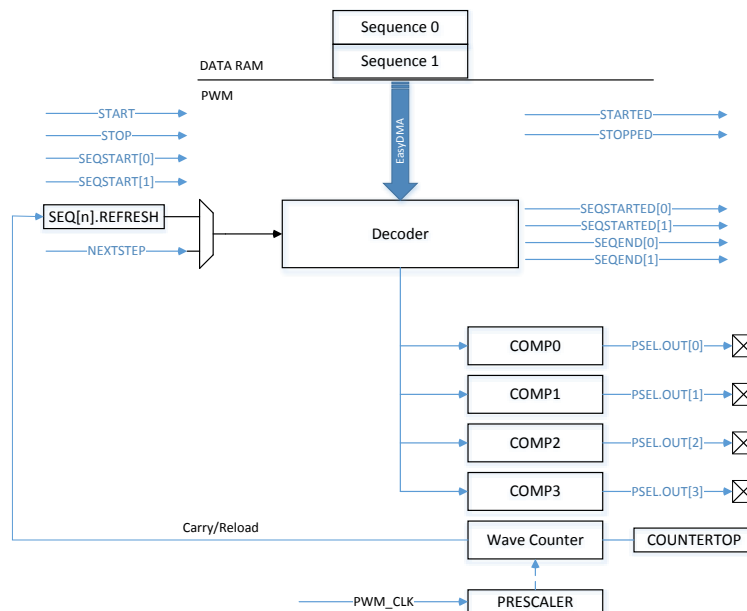 Sequence 0
Sequence 1
DATA RAM
PWM
START
STOP
SEQSTART[0]
SEQSTART[1]
EasyDMA
STARTED
STOPPED
SEQ[n].REFRESH
NEXTSTEP
Decoder
SEQSTARTED[0]
SEQSTARTED[1]
SEQEND[0]
SEQEND[1]
COMP0
PSEL.OUT[0]
COMP1
PSEL.OUT[1]
COMP2
PSEL.OUT[2]
COMP3
PSEL.OUT[3]
Carry/Reload
Wave Counter
COUNTERTOP
PWM_CLK
PRESCALER